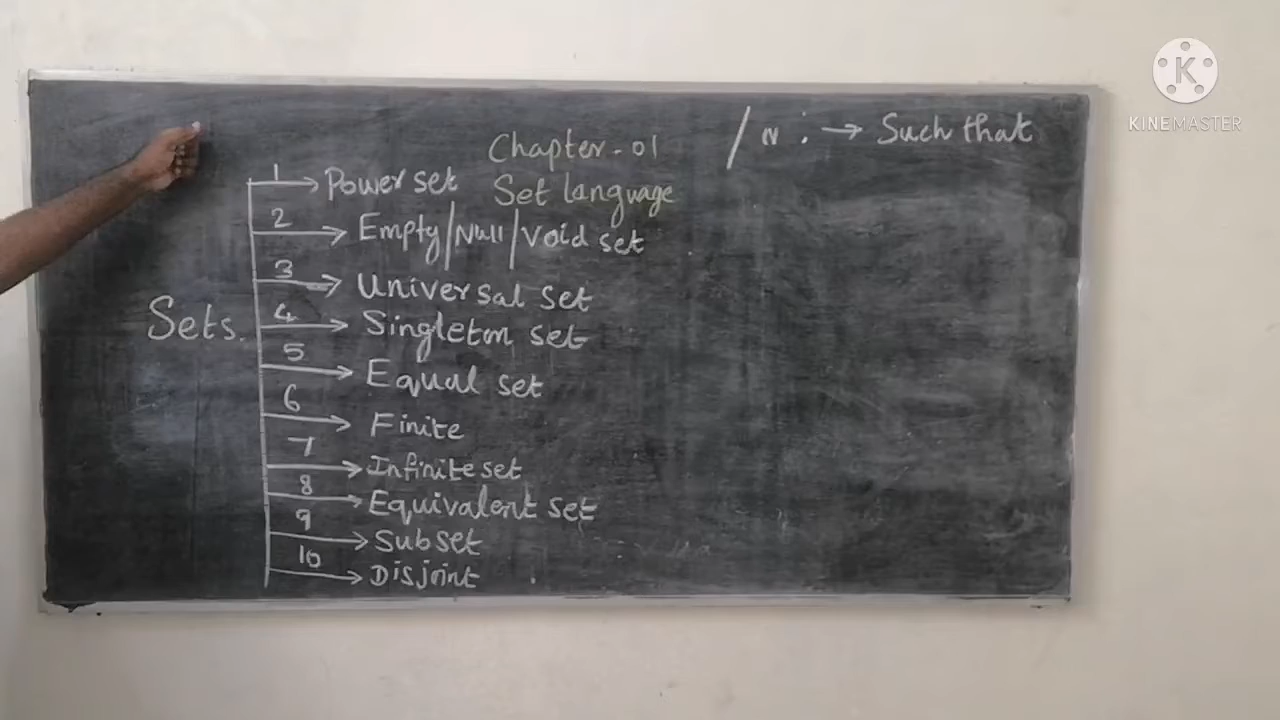 Chapter-01
Set language
/ N : → Such that
Sets.
1 → Power set
2 → Empty/Null/Void set
3 → Universal set
4 → Singleton set
5 → Equal set
6 → Finite
7 → Infinite set
8 → Equivalent set
9 → Subset
10 → Disjoint
K
KINEMASTER